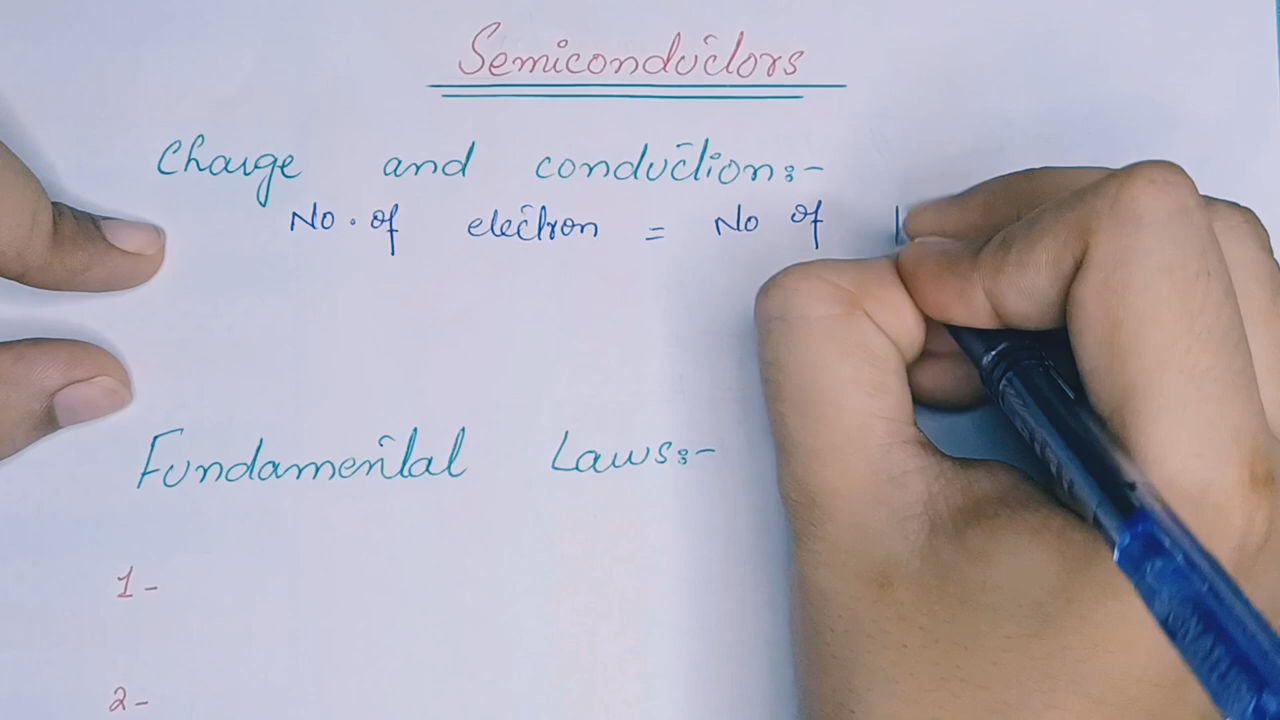 Semiconductors
Charge and conduction:-
No. of electron = No of
Fundamental Laws:-
1-
2-